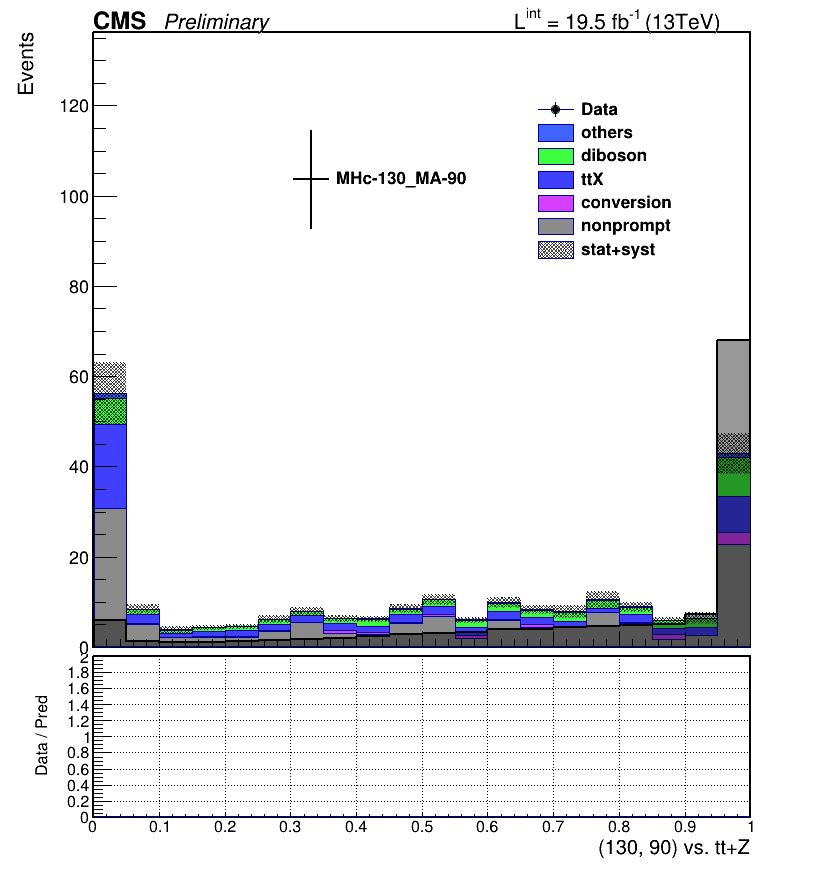 CMS Preliminary L^int = 19.5 fb^-1 (13TeV)
Events
120
100
80
60
40
20
0
MHc-130_MA-90
Data
others
diboson
ttX
conversion
nonprompt
stat+syst
Data / Pred
2
1.8
1.6
1.4
1.2
1
0.8
0.6
0.4
0.2
0
0 0.1 0.2 0.3 0.4 0.5 0.6 0.7 0.8 0.9 1
(130, 90) vs. tt+Z